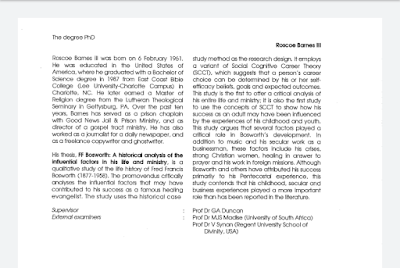 The degree PhD
Roscoe Barnes III
Roscoe Barnes III was born on 6 February 1961.
He was educated in the United States of
America, where he graduated with a Bachelor of
Science degree in 1987 from East Coast Bible
College (Lee University-Charlotte Campus) in
Charlotte, NC. He later earned a Master of
Religion degree from the Lutheran Theological
Seminary in Gettysburg, PA. Over the past ten
years, Barnes has served as a prison chaplain
with Good News Jail & Prison Ministry, and as
director of a gospel tract ministry. He has also
worked as a journalist for a daily newspaper, and
as a freelance copywriter and ghostwriter.
His thesis, FF Bosworth: A historical analysis of the
influential factors in his life and ministry, is a
qualitative study of the life history of Fred Francis
Bosworth (1877-1958). The promovendus critically
analyses the influential factors that may have
contributed to his success as a famous healing
evangelist. The study uses the historical case
study method as the research design. It employs
a variant of Social Cognitive Career Theory
(SCCT), which suggests that a person's career
choice can be determined by his or her self-
efficacy beliefs, goals and expected outcomes.
This study is the first to offer a critical analysis of
his entire life and ministry; it is also the first study
to use the concepts of SCCT to show how his
success as an adult may have been influenced
by the experiences of his childhood and youth.
This study argues that several factors played a
critical role in Bosworth's development. In
addition to music and his secular work as a
businessman, these factors include his crises,
strong Christian women, healing in answer to
prayer and his work in foreign missions. Although
Bosworth and others have attributed his success
primarily to his Pentecostal experience, this
study contends that his childhood, secular and
business experiences played a more important
role than has been reported in the literature.
Supervisor : Prof Dr GA Duncan
External examiners : Prof Dr MJS Madise (University of South Africa)
Prof Dr V Synan (Regent University School of
Divinity, USA)